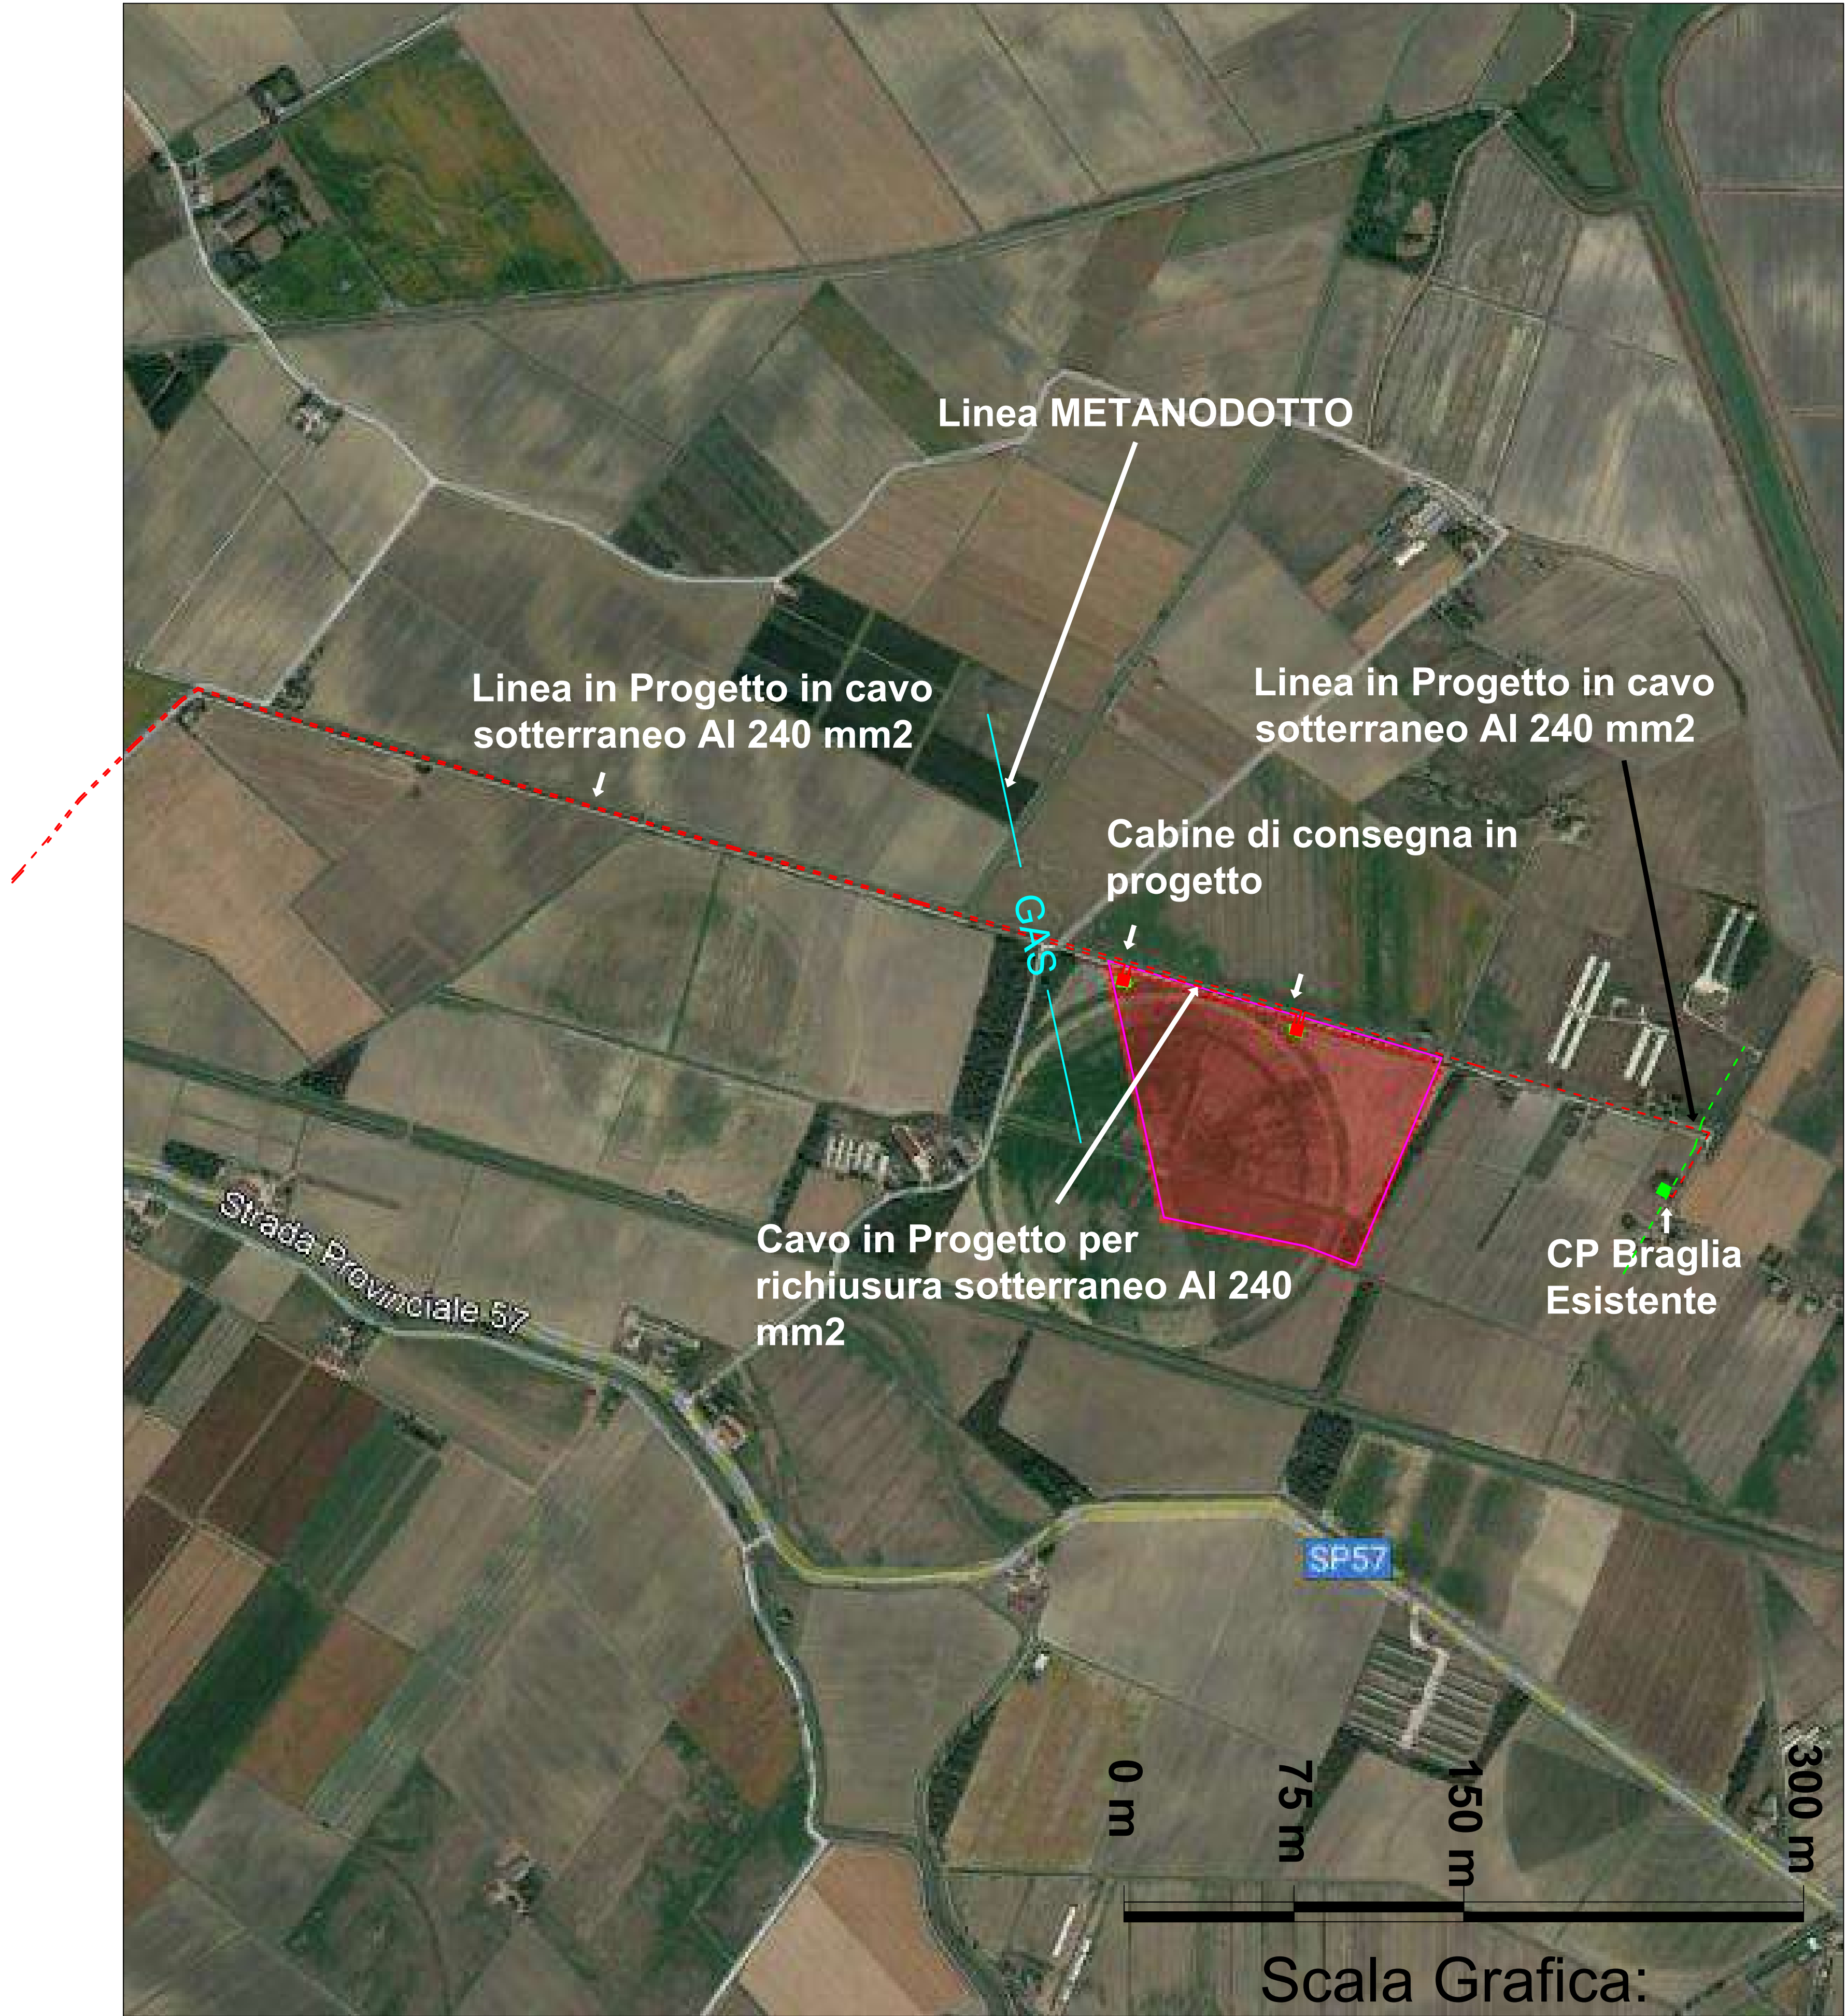 Linea METANODOTTO
Linea in Progetto in cavo
sotterraneo Al 240 mm2
Linea in Progetto in cavo
sotterraneo Al 240 mm2
Cabine di consegna in
progetto
GAS
Strada Provinciale 57
Cavo in Progetto per
richiusura sotterraneo Al 240
mm2
CP Braglia
Esistente
SP57
0 m
75 m
150 m
300 m
Scala Grafica: